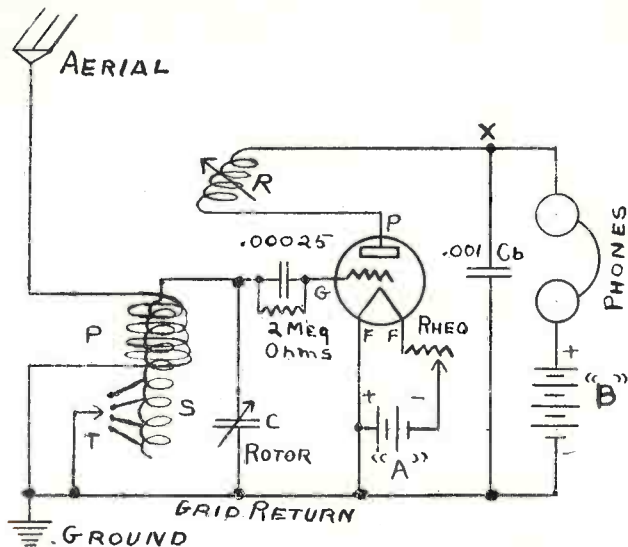 AERIAL
X
R
P
.00025
.001 Cb
PHONES
G
2 Meg
Ohms
F F
RHEO
P
+
S
+ -
"B"
C
T
"A"
ROTOR
-
GRID RETURN
GROUND